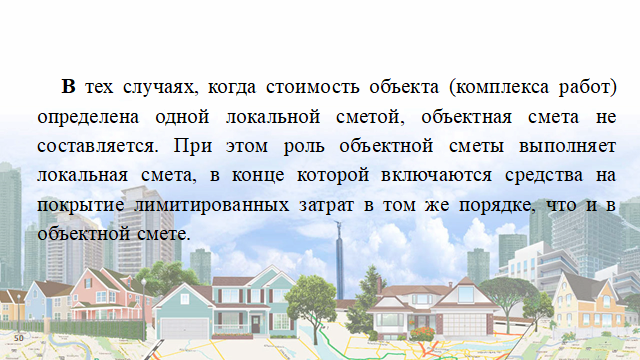 В тех случаях, когда стоимость объекта (комплекса работ)
определена одной локальной сметой, объектная смета не
составляется. При этом роль объектной сметы выполняет
локальная смета, в конце которой включаются средства на
покрытие лимитированных затрат в том же порядке, что и в
объектной смете.
50